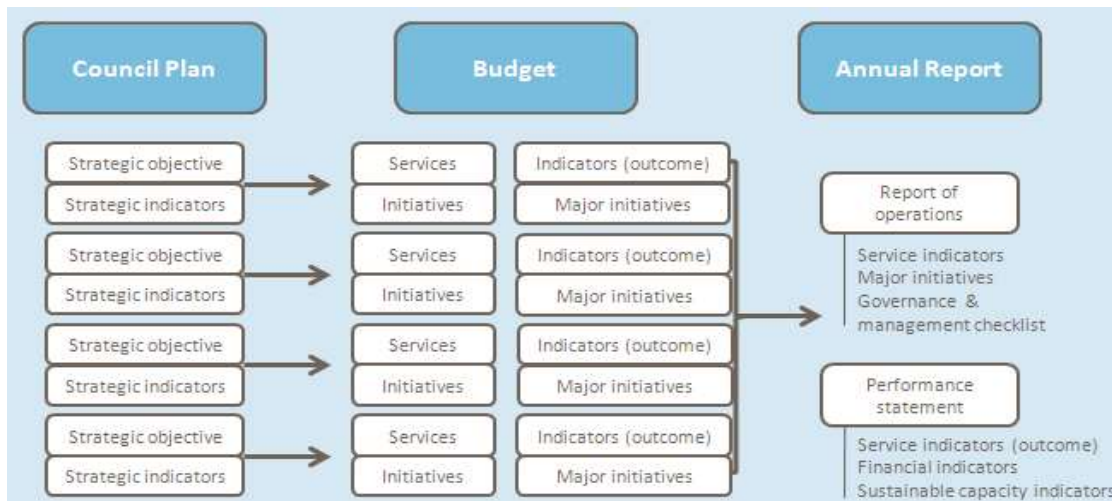 Council Plan
Budget
Annual Report
Strategic objective
Strategic indicators
Services
Initiatives
Indicators (outcome)
Major initiatives
Strategic objective
Strategic indicators
Services
Initiatives
Indicators (outcome)
Major initiatives
Strategic objective
Strategic indicators
Services
Initiatives
Indicators (outcome)
Major initiatives
Strategic objective
Strategic indicators
Services
Initiatives
Indicators (outcome)
Major initiatives
Report of
operations
Service indicators
Major initiatives
Governance &
management checklist
Performance
statement
Service indicators (outcome)
Financial indicators
Sustainable capacity indicators